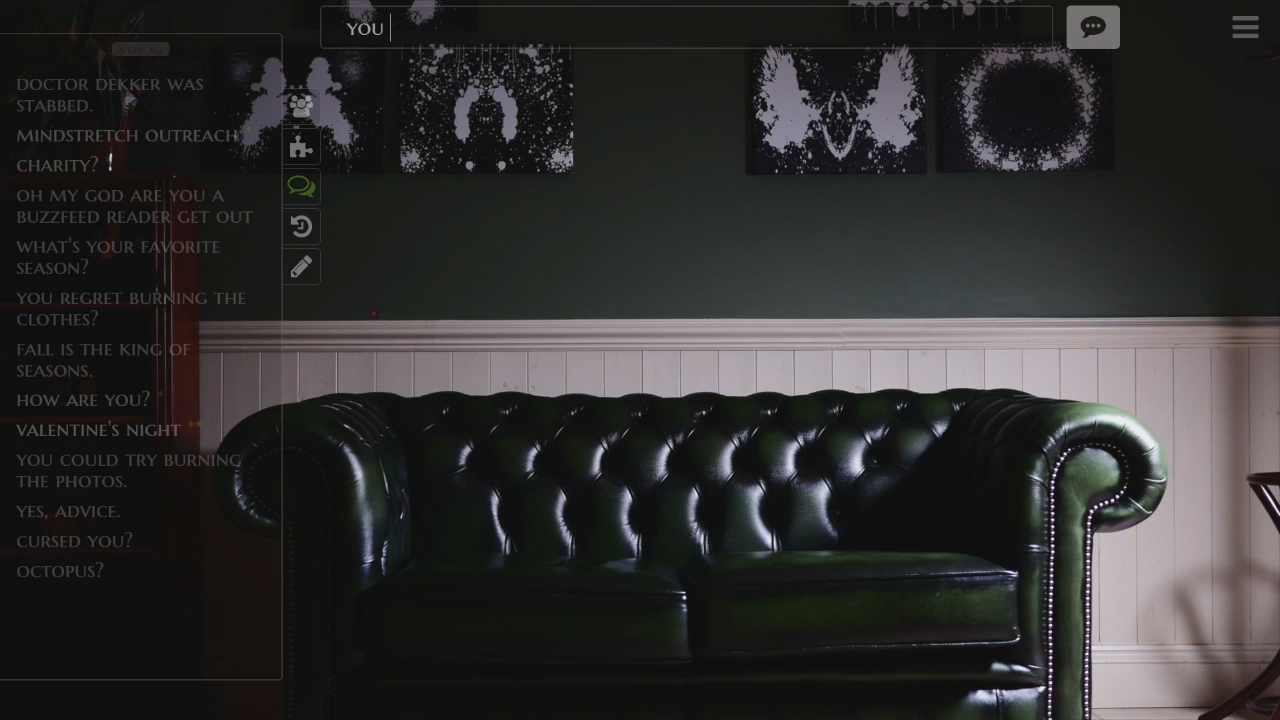 YOU
SHOW ALL
DOCTOR DEKKER WAS
STABBED.
MINDSTRETCH OUTREACH
CHARITY?
OH MY GOD ARE YOU A
BUZZFEED READER GET OUT
WHAT'S YOUR FAVORITE
SEASON?
YOU REGRET BURNING THE
CLOTHES?
FALL IS THE KING OF
SEASONS.
HOW ARE YOU? *
VALENTINE'S NIGHT **
YOU COULD TRY BURNING
THE PHOTOS.
YES, ADVICE.
CURSED YOU?
OCTOPUS?